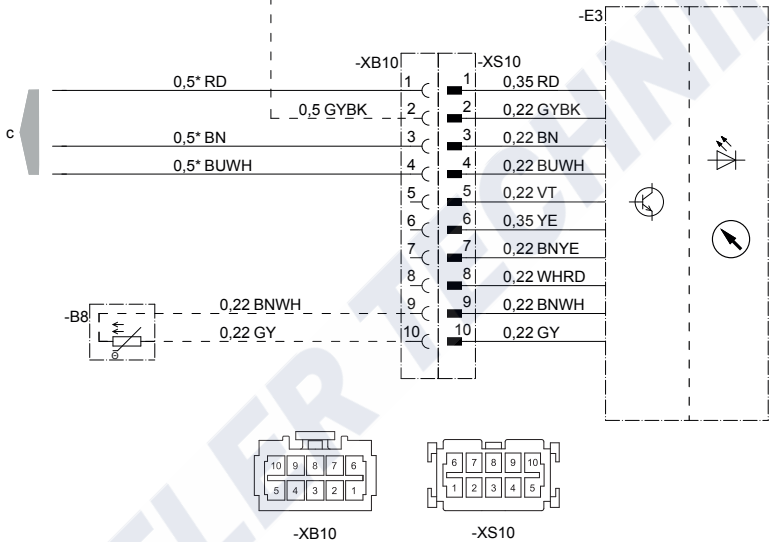 -E3
-XB10 -XS10
0,5* RD 1 1 0,35 RD
0,5 GYBK 2 2 0,22 GYBK
c 0,5* BN 3 3 0,22 BN
0,5* BUWH 4 4 0,22 BUWH
5 5 0,22 VT
6 6 0,35 YE
7 7 0,22 BNYE
8 8 0,22 WHRD
-B8 0,22 BNWH 9 9 0,22 BNWH
0,22 GY 10 10 0,22 GY
Θ
10 9 8 7 6 6 7 8 9 10
5 4 3 2 1 1 2 3 4 5
-XB10 -XS10
ELER TECHNI